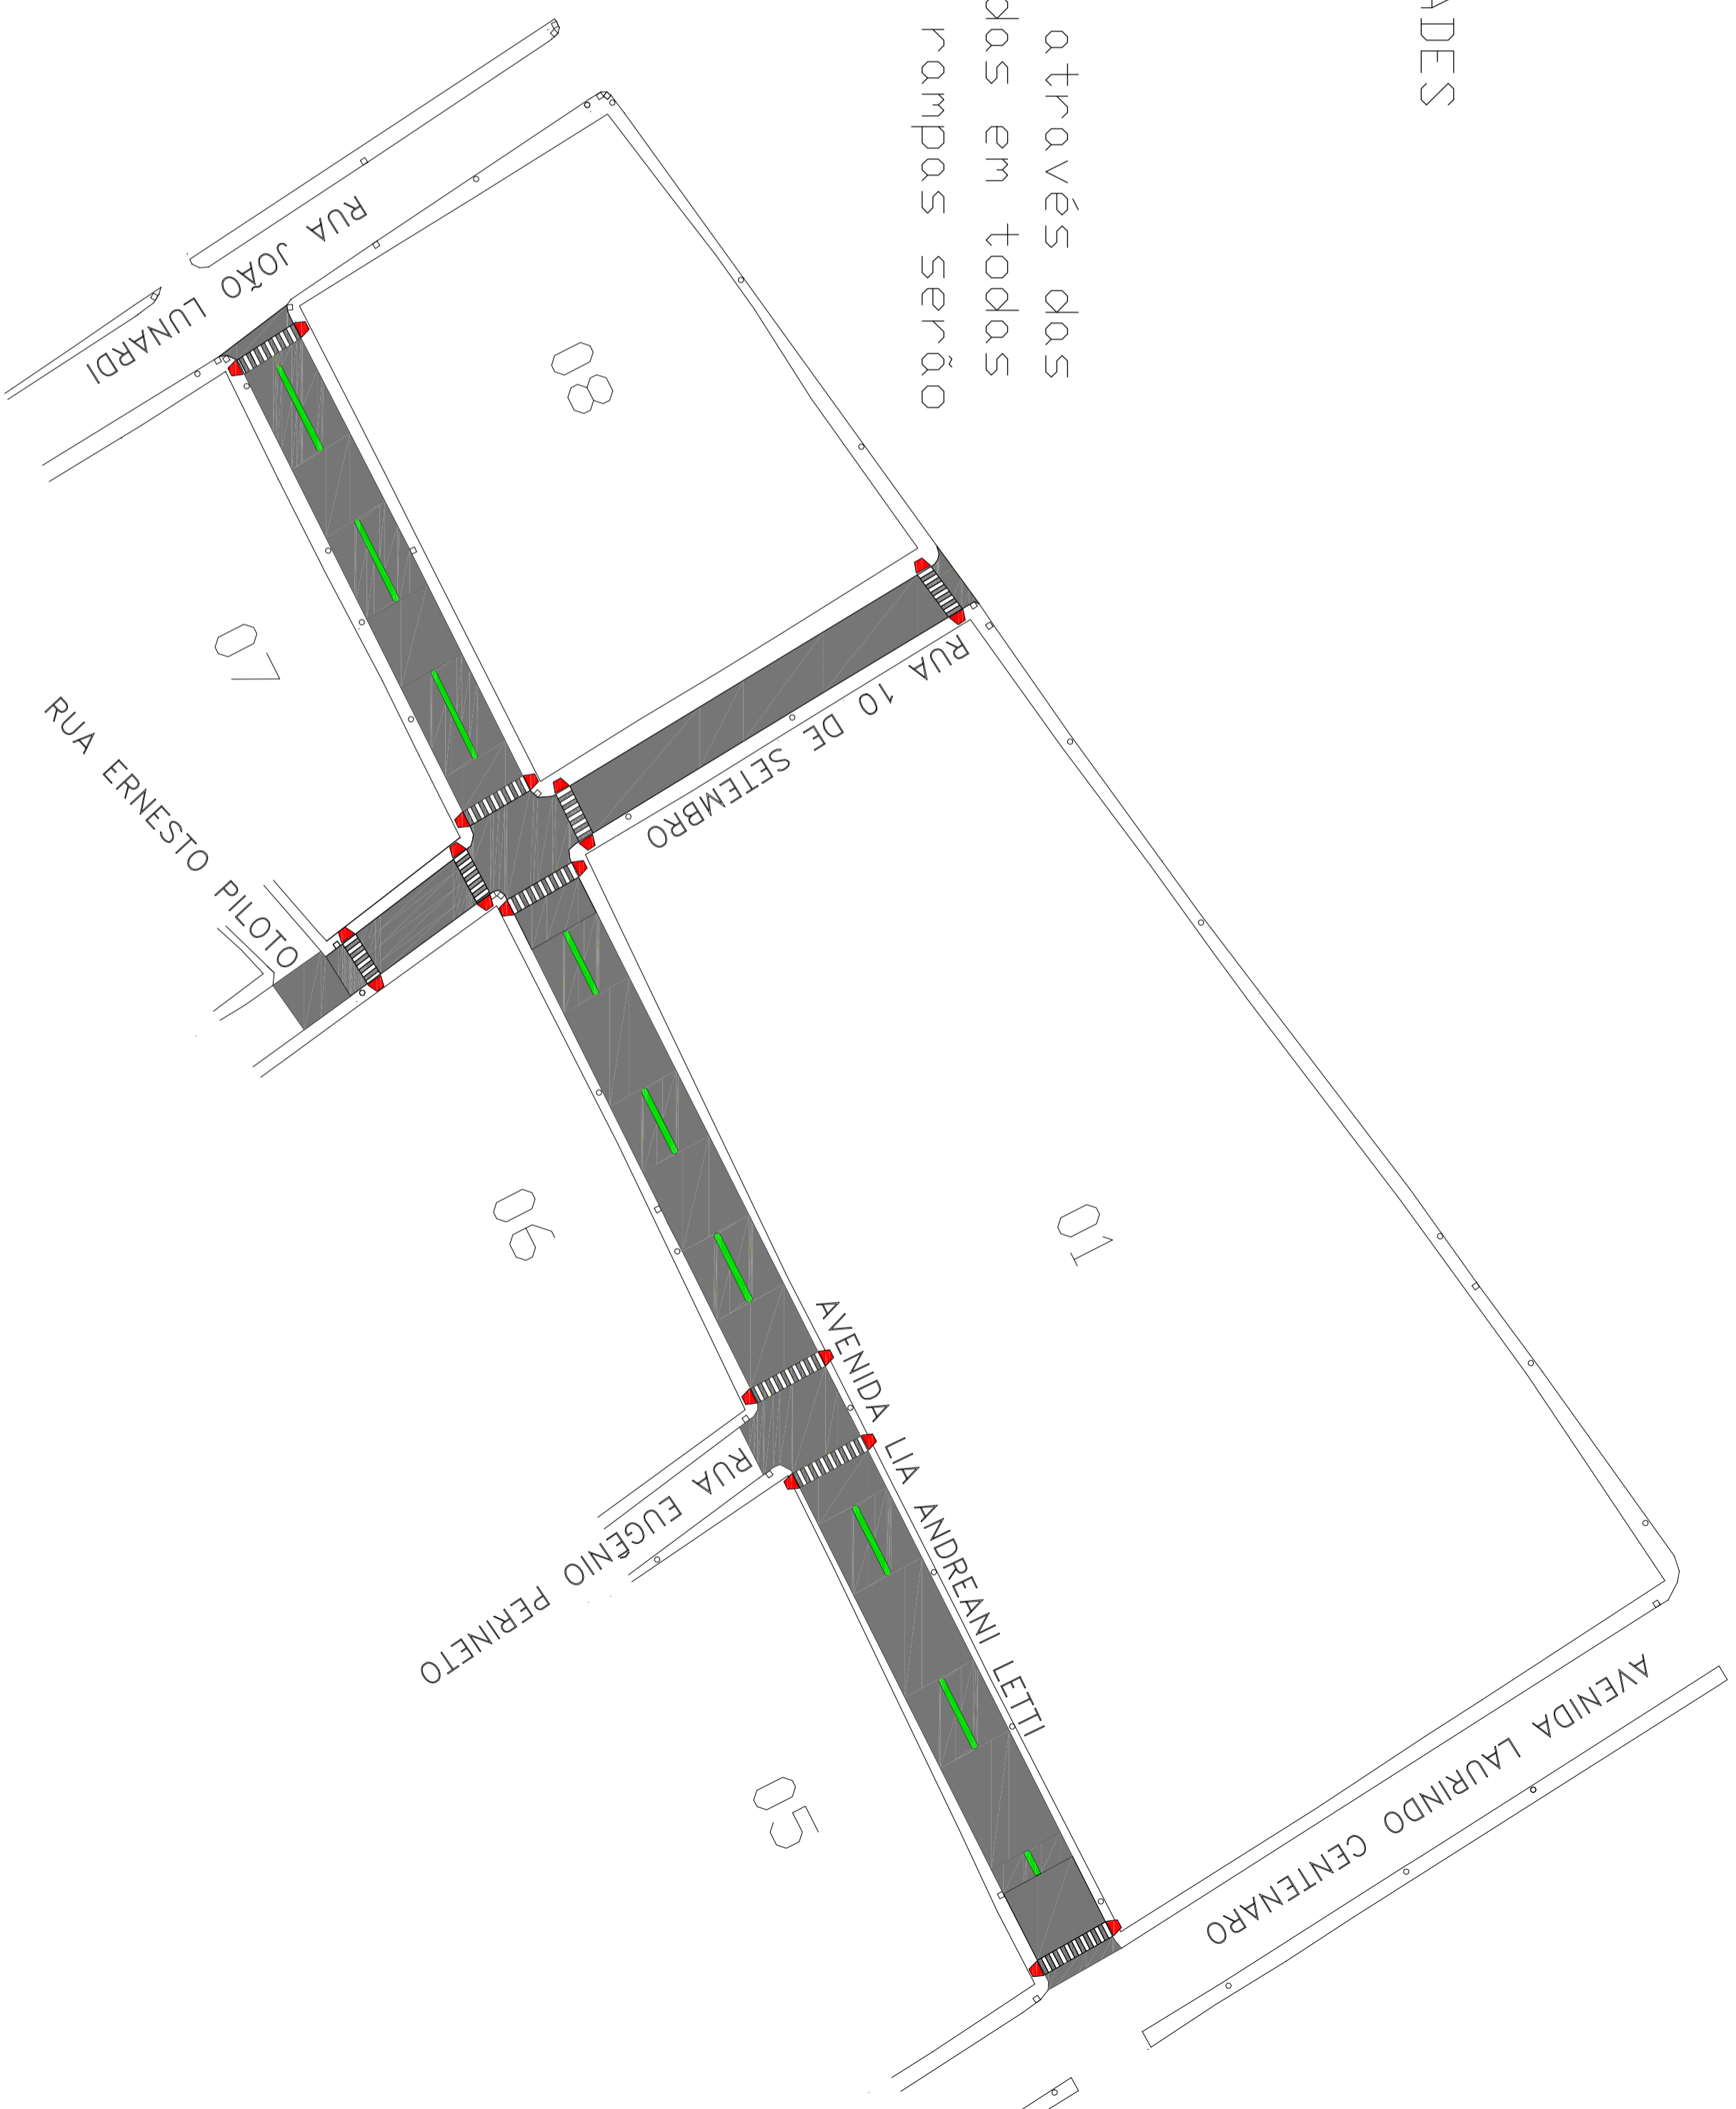 ADES
através das
das em todas
rampas serão
RUA JOÃO LUNARDI
08
07
RUA ERNESTO PILOTO
RUA 10 DE SETEMBRO
06
01
AVENIDA LIA ANDREANI LETTI
RUA EUGÊNIO PERINETO
05
AVENIDA LAURINDO CENTENARO